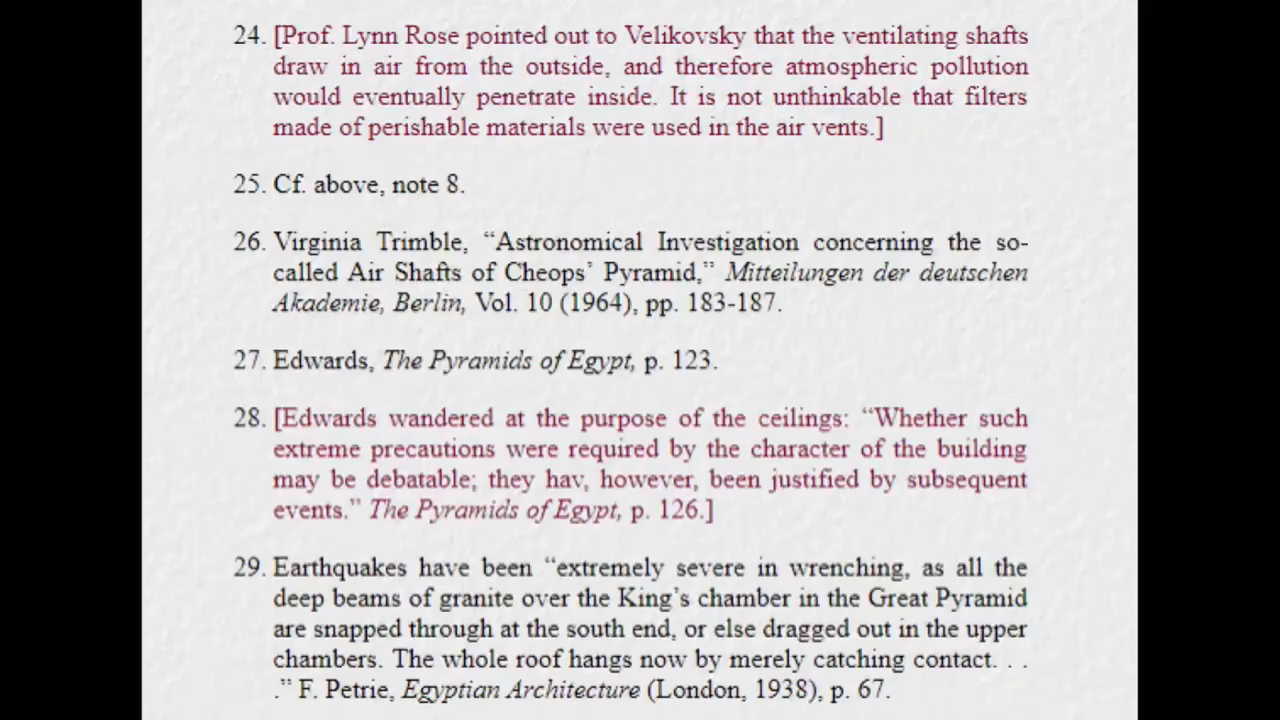 24. [Prof. Lynn Rose pointed out to Velikovsky that the ventilating shafts
draw in air from the outside, and therefore atmospheric pollution
would eventually penetrate inside. It is not unthinkable that filters
made of perishable materials were used in the air vents.]
25. Cf. above, note 8.
26. Virginia Trimble, “Astronomical Investigation concerning the so-
called Air Shafts of Cheops’ Pyramid,” Mitteilungen der deutschen
Akademie, Berlin, Vol. 10 (1964), pp. 183-187.
27. Edwards, The Pyramids of Egypt, p. 123.
28. [Edwards wandered at the purpose of the ceilings: “Whether such
extreme precautions were required by the character of the building
may be debatable; they hav, however, been justified by subsequent
events.” The Pyramids of Egypt, p. 126.]
29. Earthquakes have been “extremely severe in wrenching, as all the
deep beams of granite over the King’s chamber in the Great Pyramid
are snapped through at the south end, or else dragged out in the upper
chambers. The whole roof hangs now by merely catching contact. . .
.” F. Petrie, Egyptian Architecture (London, 1938), p. 67.